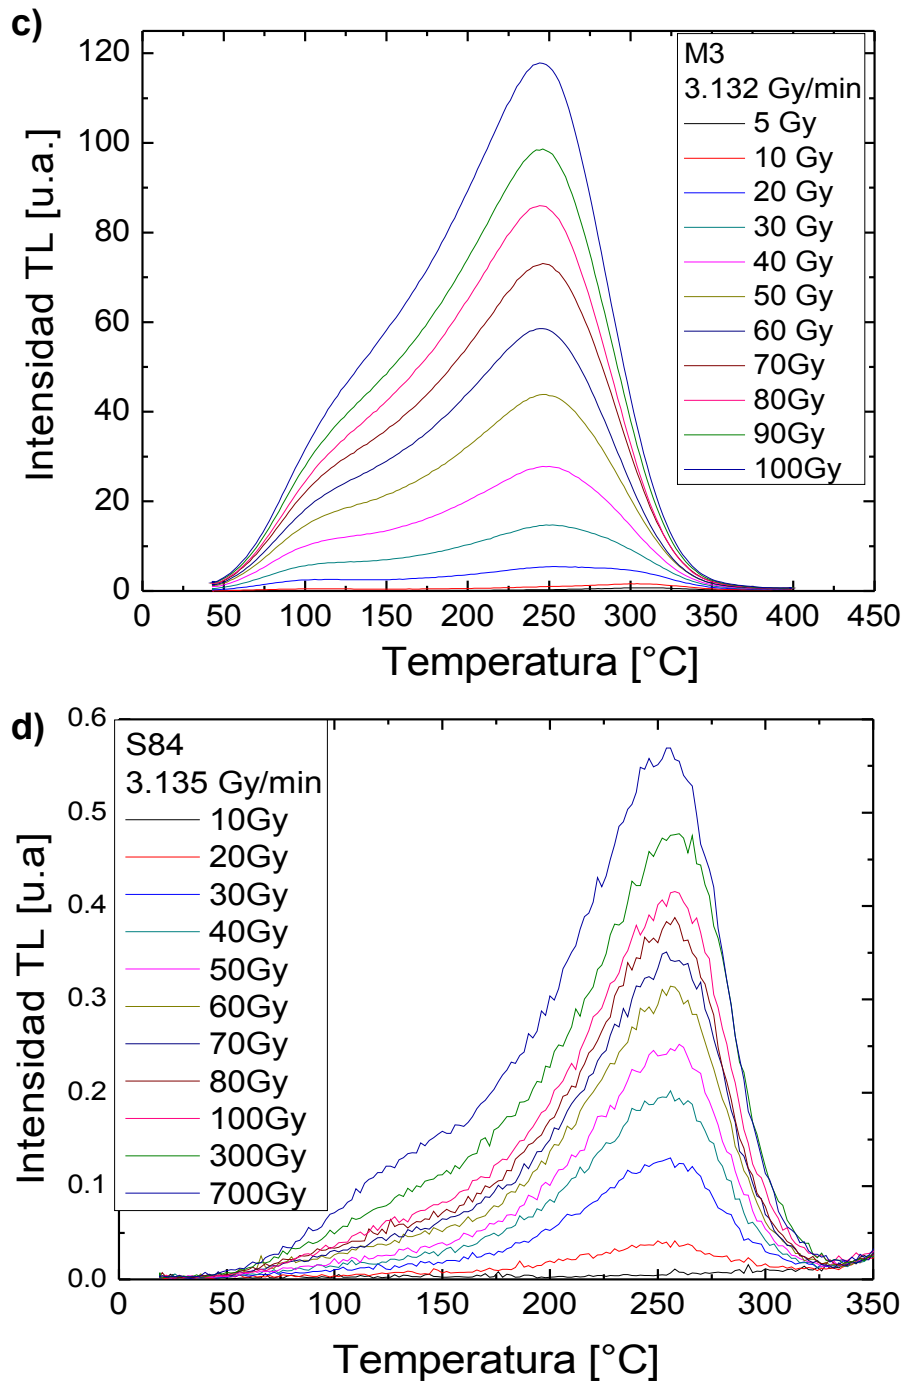 c)
Intensidad TL [u.a.]
120
100
80
60
40
20
0
M3
3.132 Gy/min
5 Gy
10 Gy
20 Gy
30 Gy
40 Gy
50 Gy
60 Gy
70Gy
80Gy
90Gy
100Gy
0 50 100 150 200 250 300 350 400 450
Temperatura [°C]
d)
Intensidad TL [u.a]
0.6
0.5
0.4
0.3
0.2
0.1
0.0
S84
3.135 Gy/min
10Gy
20Gy
30Gy
40Gy
50Gy
60Gy
70Gy
80Gy
100Gy
300Gy
700Gy
0 50 100 150 200 250 300 350
Temperatura [°C]